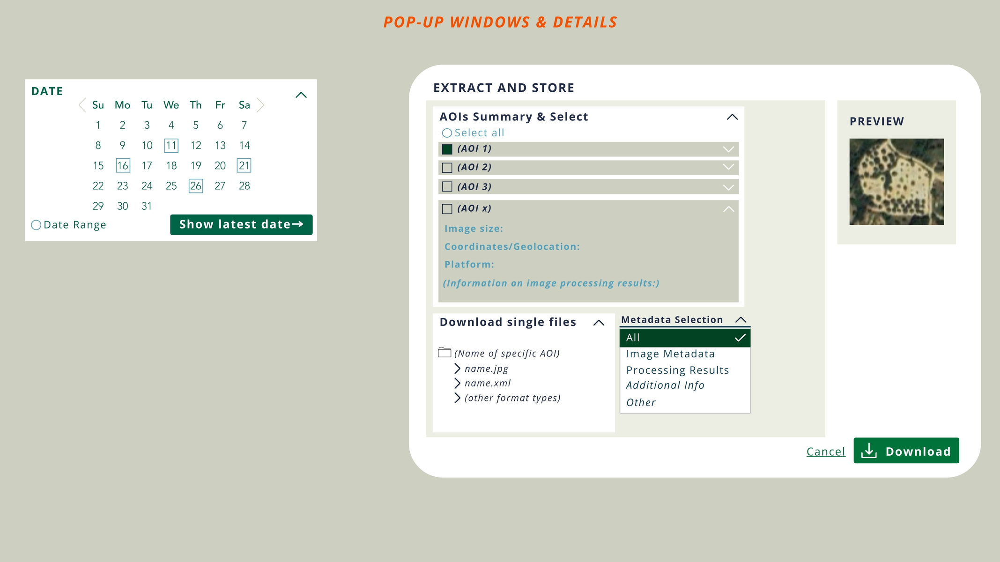 POP-UP WINDOWS & DETAILS
DATE
Su Mo Tu We Th Fr Sa
1 2 3 4 5 6 7
8 9 10 11 12 13 14
15 16 17 18 19 20 21
22 23 24 25 26 27 28
29 30 31
Date Range
Show latest date→
EXTRACT AND STORE
AOIs Summary & Select
Select all
(AOI 1)
(AOI 2)
(AOI 3)
(AOI x)
Image size:
Coordinates/Geolocation:
Platform:
(Information on image processing results:)
Download single files
(Name of specific AOI)
name.jpg
name.xml
(other format types)
Metadata Selection
All
Image Metadata
Processing Results
Additional Info
Other
PREVIEW
Cancel
Download